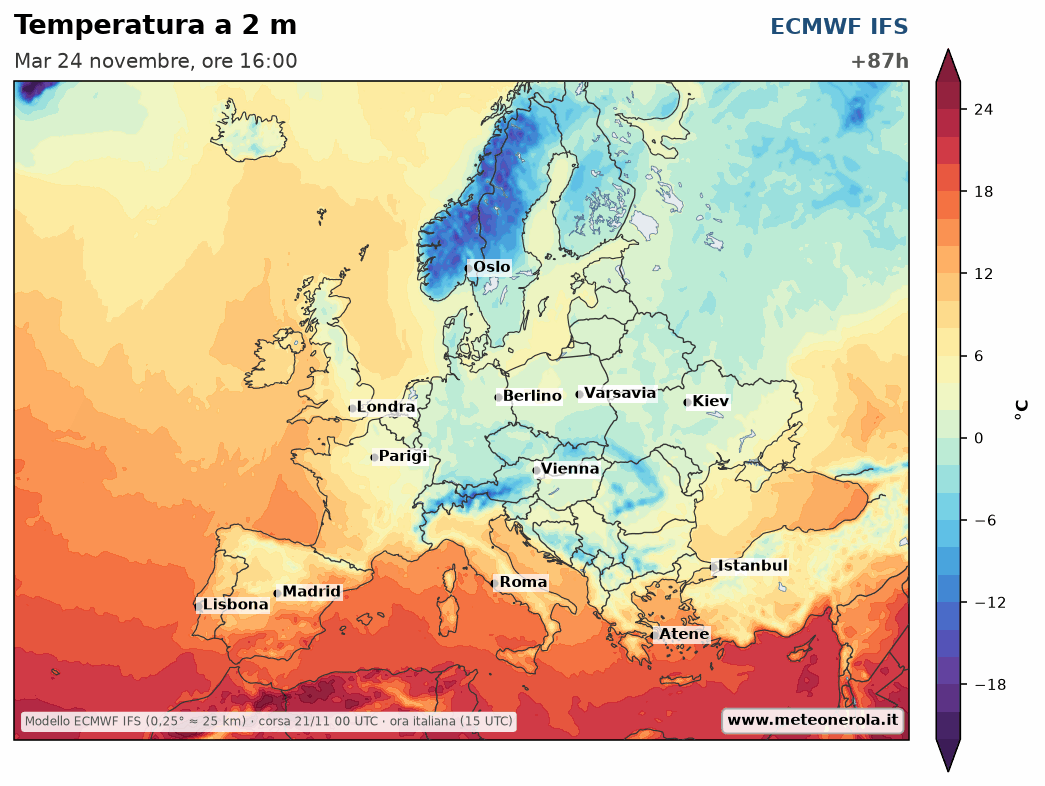 Temperatura a 2 m
ECMWF IFS
Mar 24 novembre, ore 16:00
+87h
24
18
12
6
0
−6
−12
−18
°C
Oslo
Berlino
Varsavia
Kiev
Londra
Parigi
Vienna
Istanbul
Roma
Madrid
Lisbona
Atene
Modello ECMWF IFS (0,25° ≈ 25 km) · corsa 21/11 00 UTC · ora italiana (15 UTC)
www.meteonerola.it